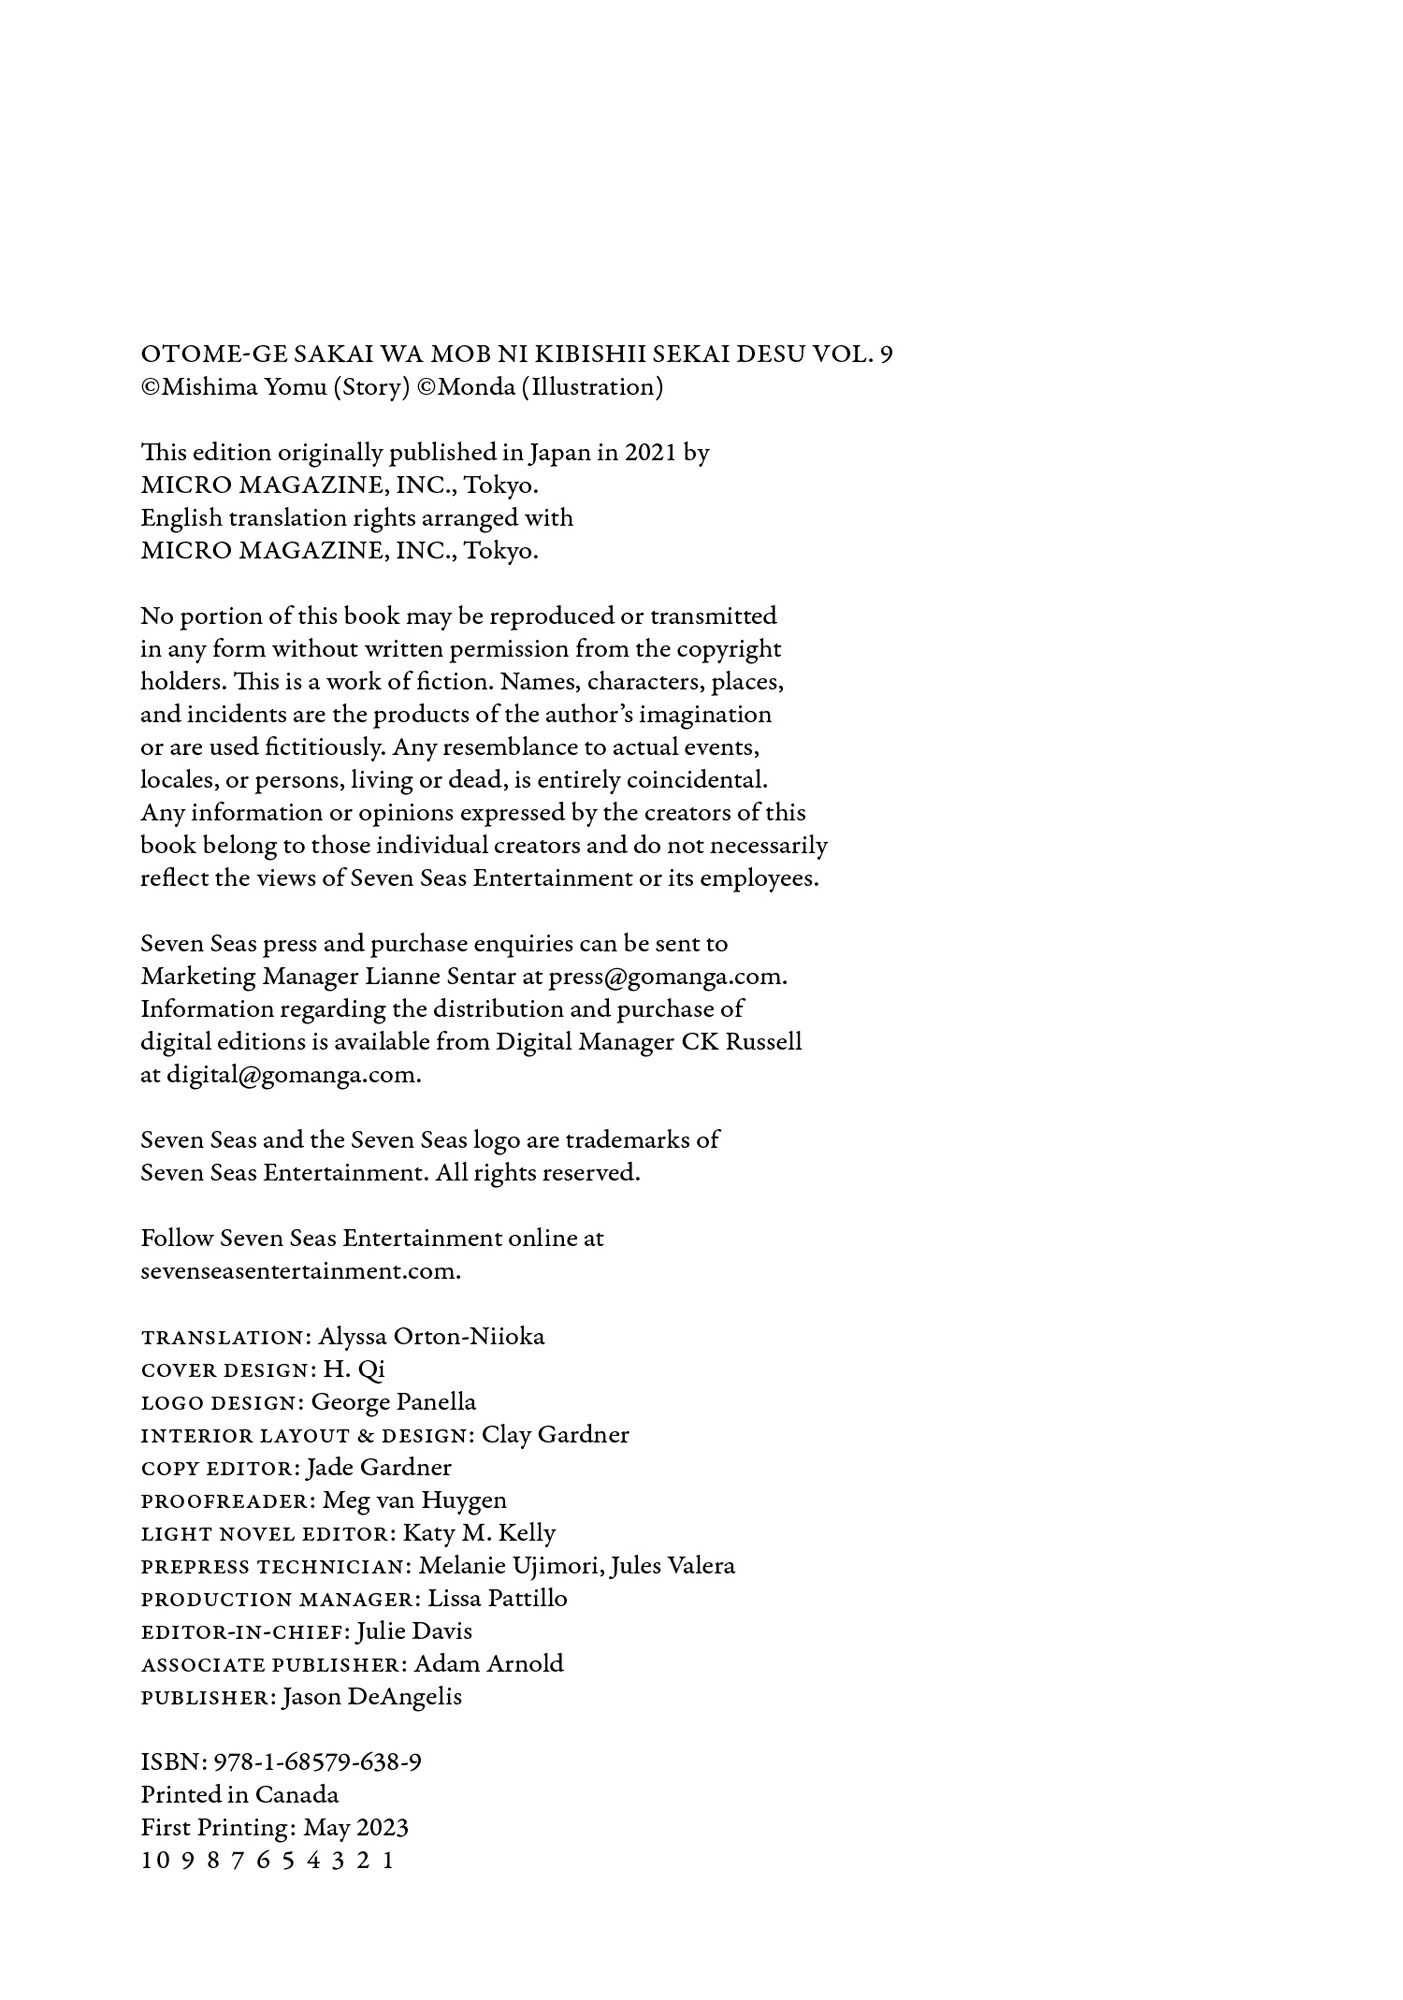 OTOME-GE SAKAI WA MOB NI KIBISHII SEKAI DESU VOL. 9
©Mishima Yomu (Story) ©Monda (Illustration)
This edition originally published in Japan in 2021 by
MICRO MAGAZINE, INC., Tokyo.
English translation rights arranged with
MICRO MAGAZINE, INC., Tokyo.
No portion of this book may be reproduced or transmitted
in any form without written permission from the copyright
holders. This is a work of fiction. Names, characters, places,
and incidents are the products of the author’s imagination
or are used fictitiously. Any resemblance to actual events,
locales, or persons, living or dead, is entirely coincidental.
Any information or opinions expressed by the creators of this
book belong to those individual creators and do not necessarily
reflect the views of Seven Seas Entertainment or its employees.
Seven Seas press and purchase enquiries can be sent to
Marketing Manager Lianne Sentar at press@gomanga.com.
Information regarding the distribution and purchase of
digital editions is available from Digital Manager CK Russell
at digital@gomanga.com.
Seven Seas and the Seven Seas logo are trademarks of
Seven Seas Entertainment. All rights reserved.
Follow Seven Seas Entertainment online at
sevenseasentertainment.com.
TRANSLATION: Alyssa Orton-Niioka
COVER DESIGN: H. Qi
LOGO DESIGN: George Panella
INTERIOR LAYOUT & DESIGN: Clay Gardner
COPY EDITOR: Jade Gardner
PROOFREADER: Meg van Huygen
LIGHT NOVEL EDITOR: Katy M. Kelly
PREPRESS TECHNICIAN: Melanie Ujimori, Jules Valera
PRODUCTION MANAGER: Lissa Pattillo
EDITOR-IN-CHIEF: Julie Davis
ASSOCIATE PUBLISHER: Adam Arnold
PUBLISHER: Jason DeAngelis
ISBN: 978-1-68579-638-9
Printed in Canada
First Printing: May 2023
10 9 8 7 6 5 4 3 2 1